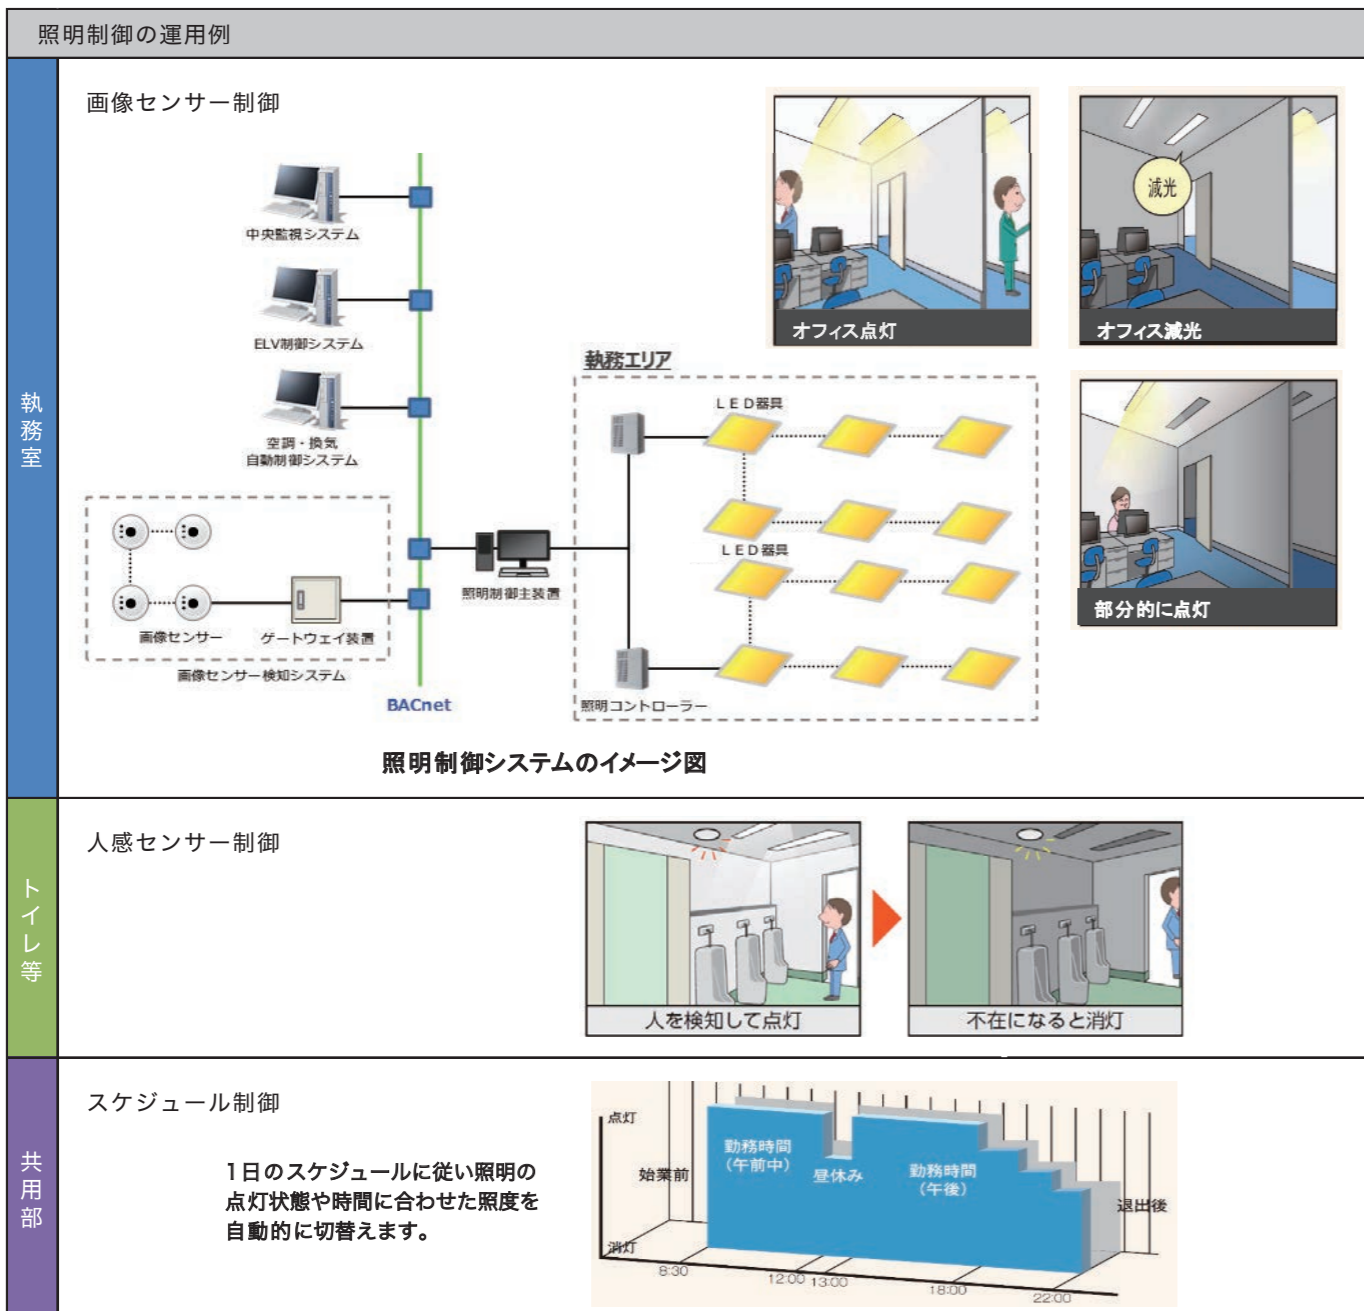 照明制御の運用例
執務室
画像センサー制御
中央監視システム
ELV制御システム
空調・換気
自動制御システム
画像センサー
ゲートウェイ装置
画像センサー検知システム
BACnet
照明制御主装置
執務エリア
LED器具
LED器具
照明コントローラー
照明制御システムのイメージ図
オフィス点灯
減光
オフィス減光
部分的に点灯
トイレ等
人感センサー制御
人を検知して点灯
不在になると消灯
共用部
スケジュール制御
1日のスケジュールに従い照明の
点灯状態や時間に合わせた照度を
自動的に切替えます。
点灯
始業前
勤務時間
(午前中)
昼休み
勤務時間
(午後)
退出後
消灯
8:30
12:00
13:00
18:00
22:00